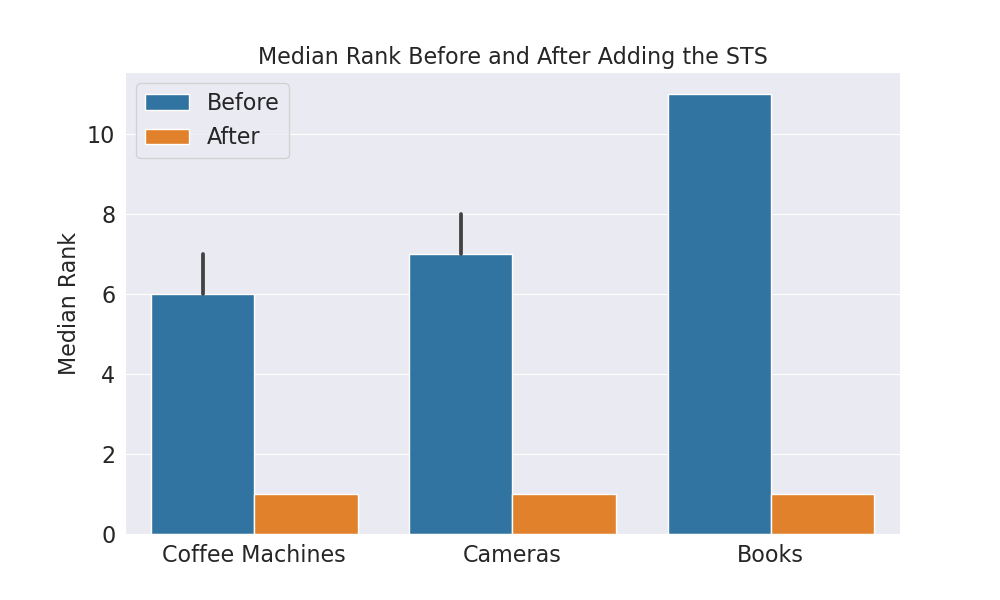 Median Rank Before and After Adding the STS
Before
After
Median Rank
10
8
6
4
2
0
Coffee Machines
Cameras
Books